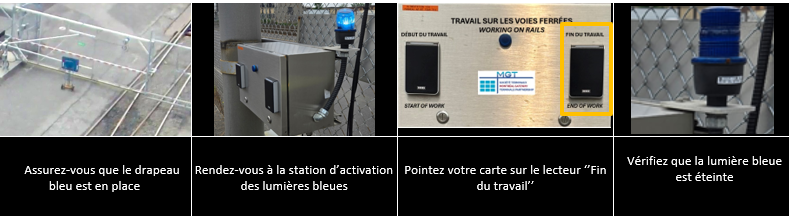 TRAVAIL SUR LES VOIES FERRÉES
WORKING ON RAILS
DÉBUT DU TRAVAIL
FIN DU TRAVAIL
MGT
START OF WORK
END OF WORK
Assurez-vous que le drapeau
bleu est en place
Rendez-vous à la station d’activation
des lumières bleues
Pointez votre carte sur le lecteur ‘‘Fin
du travail’’
Vérifiez que la lumière bleue
est éteinte